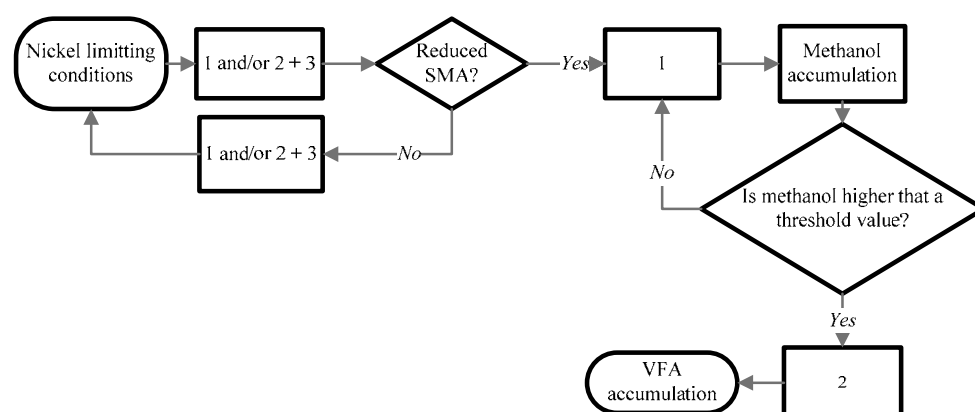 Nickel limitting
conditions
1 and/or 2 + 3
Reduced
SMA?
Yes
1
Methanol
accumulation
1 and/or 2 + 3
No
No
Is methanol higher that a
threshold value?
Yes
VFA
accumulation
2